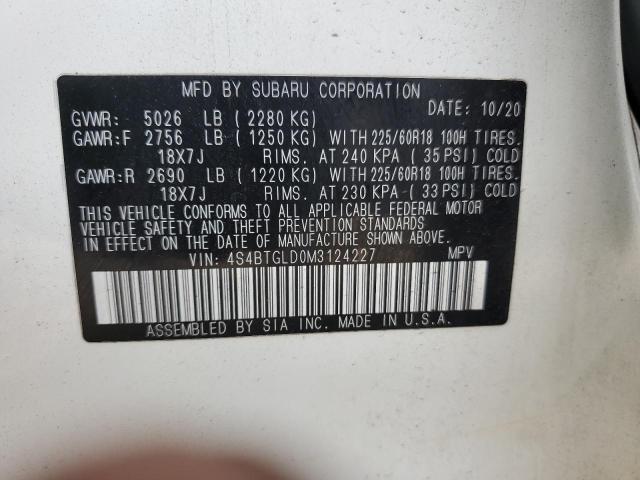 MFD BY SUBARU CORPORATION
DATE: 10/20
GVWR: 5026 LB ( 2280 KG)
GAWR:F 2756 LB ( 1250 KG) WITH 225/60R18 100H TIRES.
18X7J RIMS. AT 240 KPA ( 35 PSI) COLD
GAWR:R 2690 LB ( 1220 KG) WITH 225/60R18 100H TIRES.
18X7J RIMS. AT 230 KPA ( 33 PSI) COLD
THIS VEHICLE CONFORMS TO ALL APPLICABLE FEDERAL MOTOR
VEHICLE SAFETY AND THEFT PREVENTION STANDARDS
IN EFFECT ON THE DATE OF MANUFACTURE SHOWN ABOVE.
VIN: 4S4BTGLD0M3124227 MPV
ASSEMBLED BY SIA INC. MADE IN U.S.A.